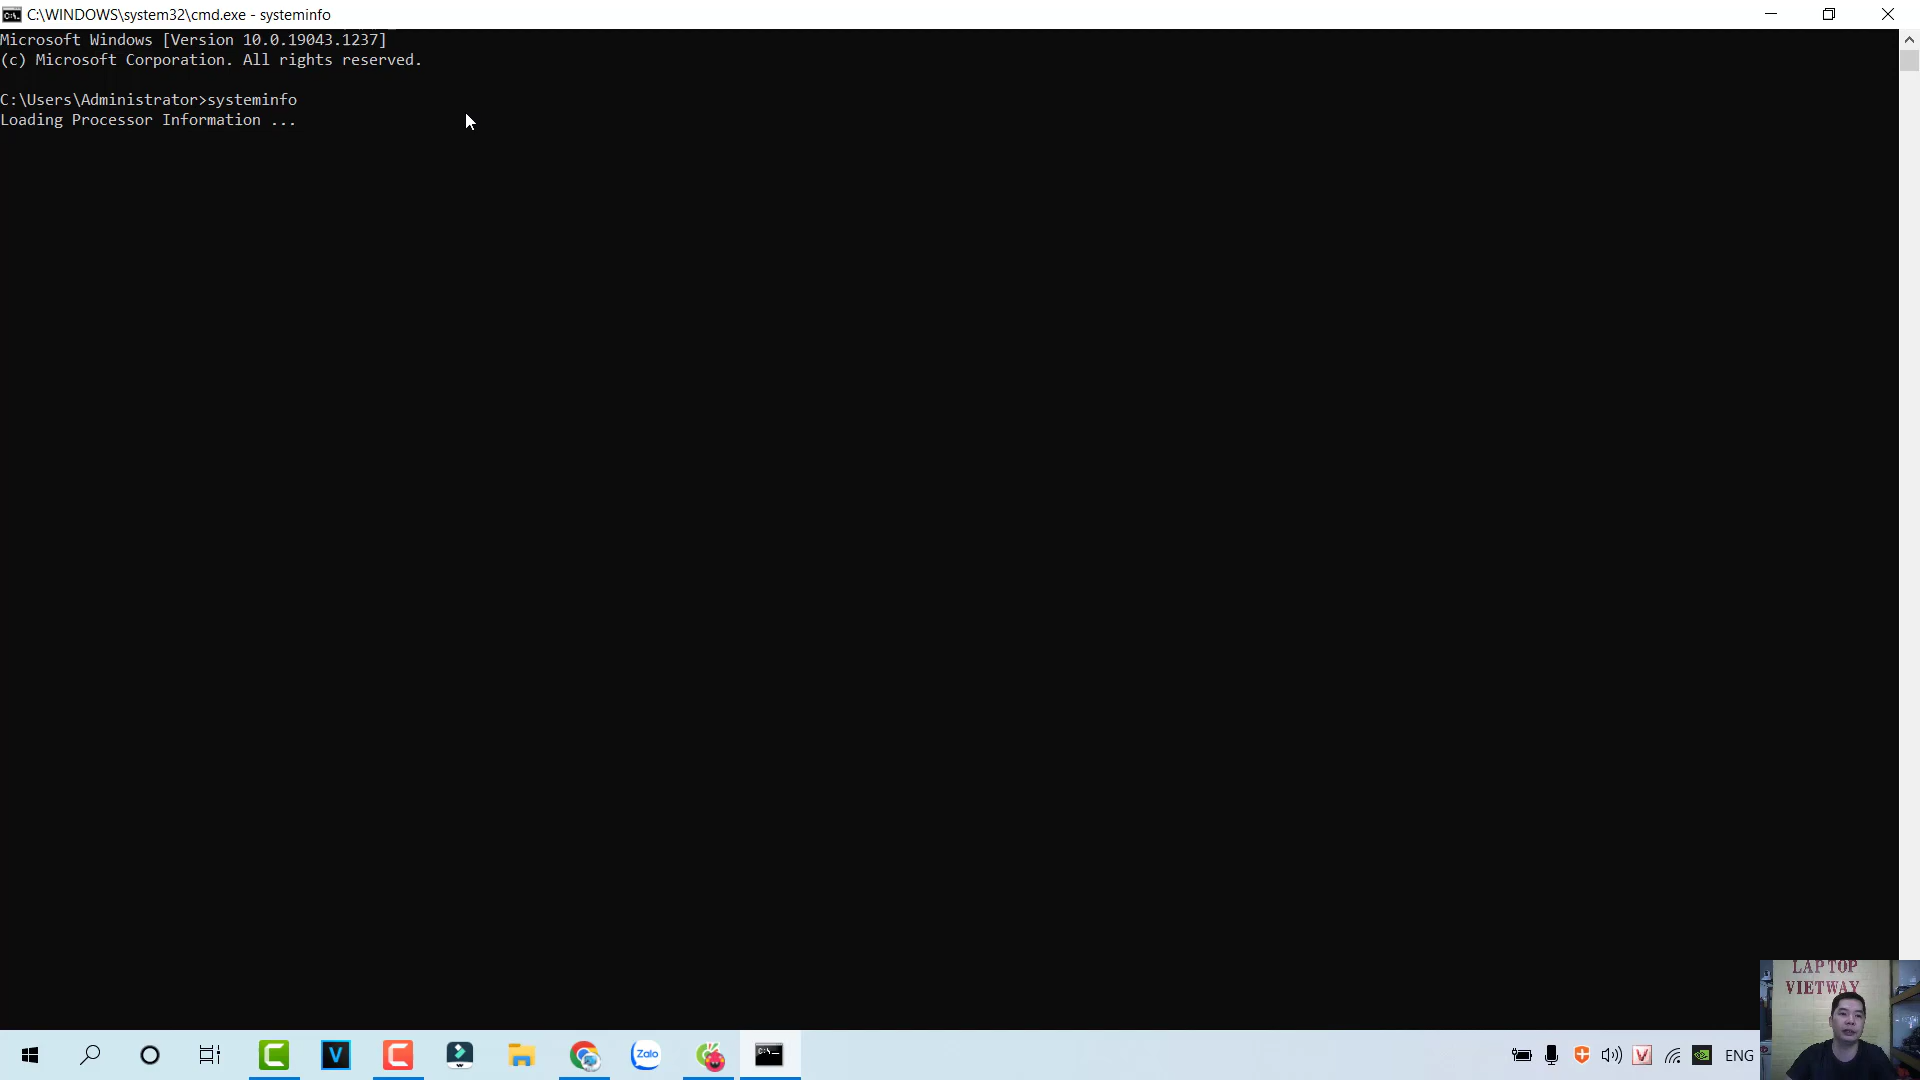 C:\WINDOWS\system32\cmd.exe - systeminfo
Microsoft Windows [Version 10.0.19043.1237]
(c) Microsoft Corporation. All rights reserved.
C:\Users\Administrator>systeminfo
Loading Processor Information ...
LAPTOP
VIETWAY
Zalo
ENG